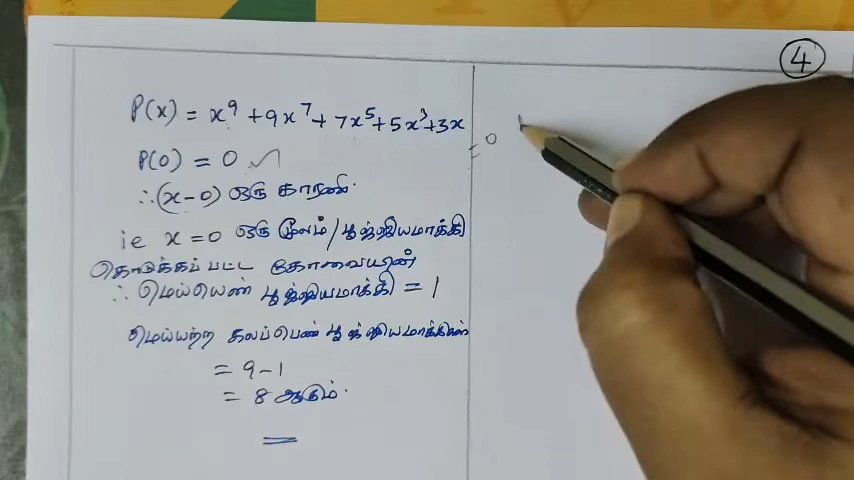 4
P(x) = x⁹ + 9x⁷ + 7x⁵ + 5x³ + 3x = 0
P(0) = 0 ✓
∴ (x-0) ஒரு காரணி.
ie x = 0 ஒரு மூலம்/பூஜ்ஜியமாக்கி
கொடுக்கப் பட்ட கோவையின்
∴ மெய்யெண் பூஜ்ஜியமாக்கி = 1
மெய்யற்ற கலப்பெண் பூஜ்ஜியமாக்கிகள்
= 9-1
= 8 ஆகும்.